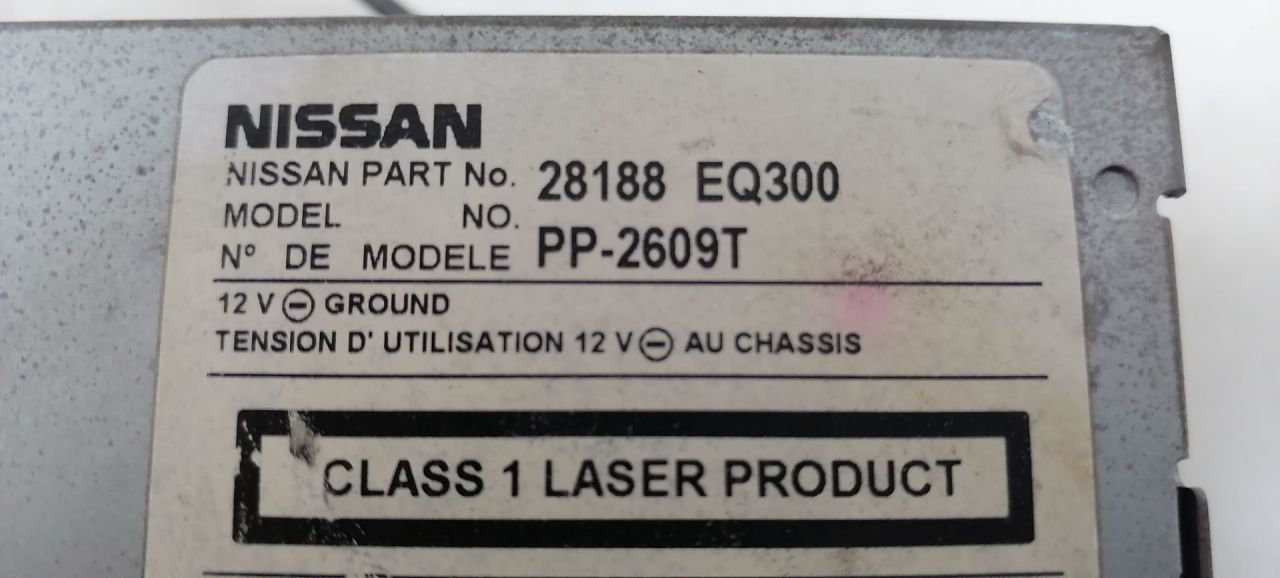 NISSAN
NISSAN PART No. 28188 EQ300
MODEL NO.
N° DE MODELE PP-2609T
12 V ⊖ GROUND
TENSION D' UTILISATION 12 V ⊖ AU CHASSIS
CLASS 1 LASER PRODUCT